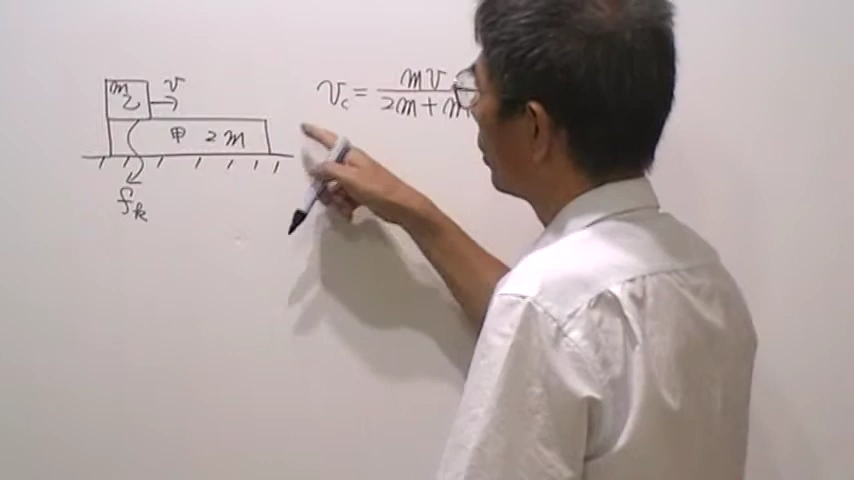 m
乙
v
甲 2m
f_k
v_c = mv / 2m + m